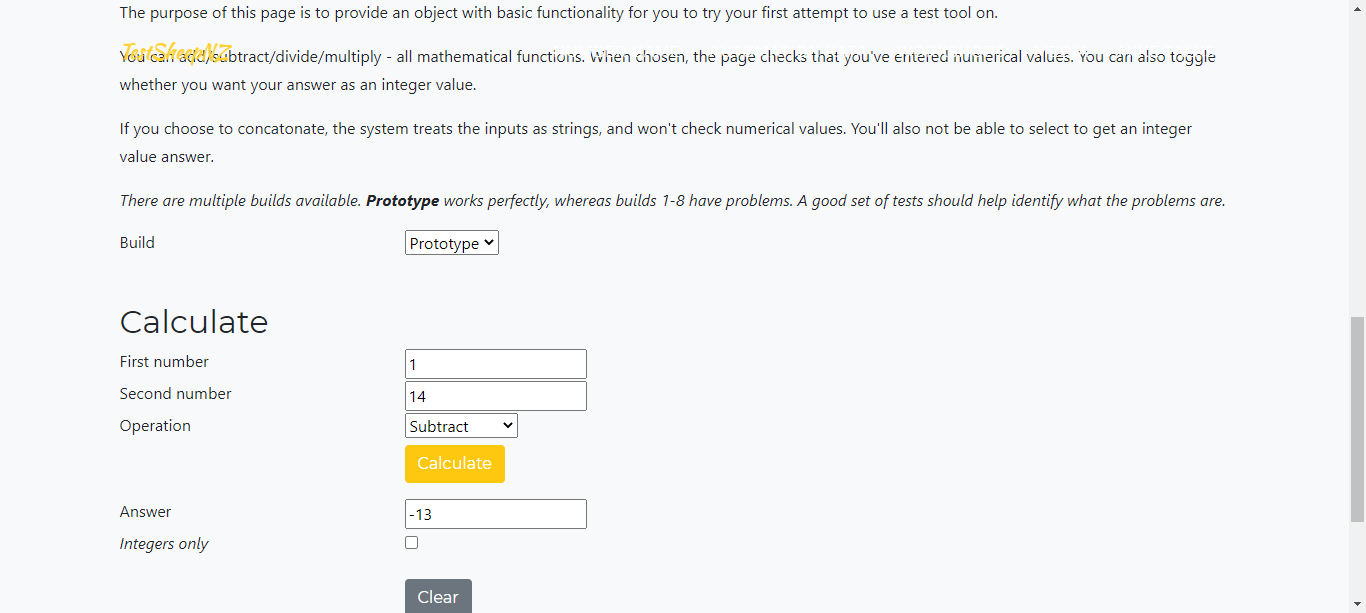 The purpose of this page is to provide an object with basic functionality for you to try your first attempt to use a test tool on.
TestSheepNZ
You can add/subtract/divide/multiply - all mathematical functions. When chosen, the page checks that you've entered numerical values. You can also toggle
whether you want your answer as an integer value.
If you choose to concatonate, the system treats the inputs as strings, and won't check numerical values. You'll also not be able to select to get an integer
value answer.
There are multiple builds available. Prototype works perfectly, whereas builds 1-8 have problems. A good set of tests should help identify what the problems are.
Build Prototype
Calculate
First number 1
Second number 14
Operation Subtract
Calculate
Answer -13
Integers only
Clear